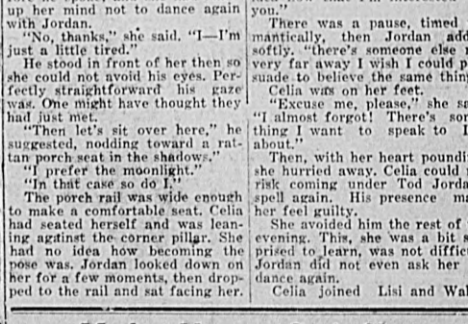 up her mind not to dance again
with Jordan.
"No, thanks," she said. "I—I'm
just a little tired."
He stood in front of her then so
she could not avoid his eyes. Per-
fectly straightforward his gaze
was. One might have thought they
had just met.
"Then let's sit over here," he
suggested, nodding toward a rat-
tan porch seat in the shadows."
"I prefer the moonlight."
"In that case so do I."
The porch rail was wide enough
to make a comfortable seat. Celia
had seated herself and was lean-
ing against the corner pillar. She
had no idea how becoming the
pose was. Jordan looked down on
her for a few moments, then drop-
ped to the rail and sat facing her.
you."
There was a pause, timed
mantically, then Jordan add
softly. "there's someone else
very far away I wish I could p
suade to believe the same thin
Celia was on her feet.
"Excuse me, please," she sa
"I almost forgot! There's som
thing I want to speak to
about."
Then, with her heart poundi
she hurried away. Celia could
risk coming under Tod Jorda
spell again. His presence ma
her feel guilty.
She avoided him the rest of
evening. This, she was a bit s
prised to learn, was not difficu
Jordan did not even ask her
dance again.
Celia joined Lisi and Wal